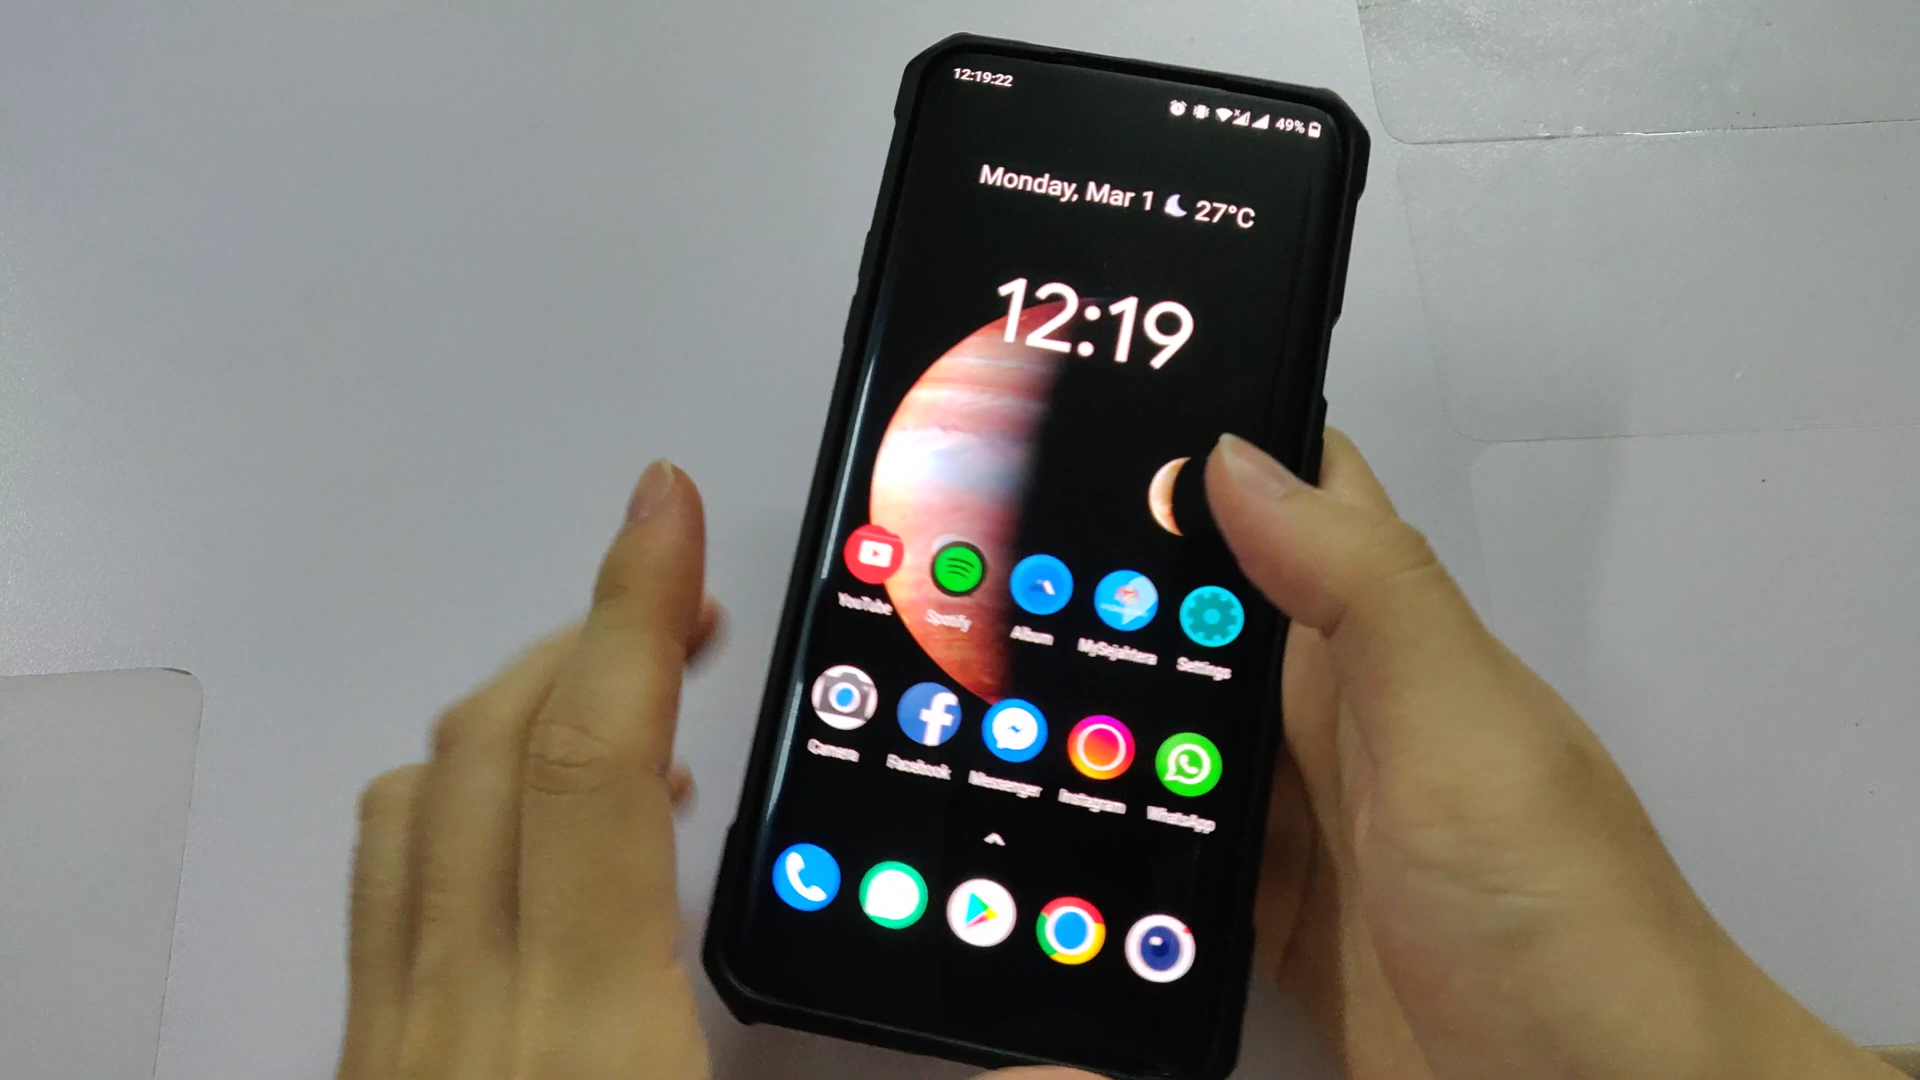 12:19:22
49%
Monday, Mar 1 27°C
12:19
YouTube Spotify Album MySejahtera Settings
Camera Facebook Messenger Instagram WhatsApp